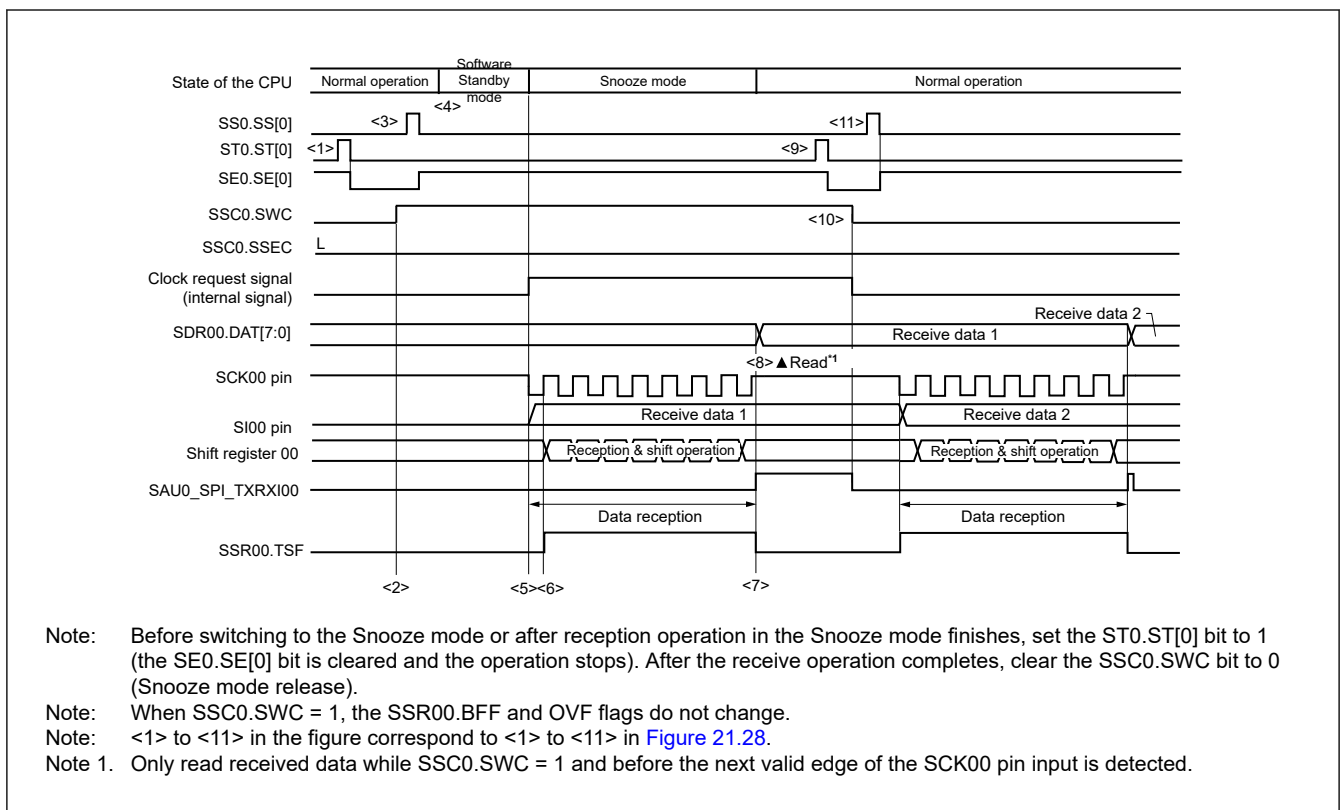 State of the CPU Normal operation Software Standby mode Snooze mode Normal operation
<4>
SS0.SS[0] <3> <11>
ST0.ST[0] <1> <9>
SE0.SE[0]
SSC0.SWC <10>
SSC0.SSEC L
Clock request signal
(internal signal)
Receive data 2
SDR00.DAT[7:0] Receive data 1
<8>▲Read*1
SCK00 pin
Receive data 1 Receive data 2
SI00 pin
Shift register 00 Reception & shift operation Reception & shift operation
SAU0_SPI_TXRXI00
Data reception Data reception
SSR00.TSF
<2> <5><6> <7>
Note: Before switching to the Snooze mode or after reception operation in the Snooze mode finishes, set the ST0.ST[0] bit to 1
(the SE0.SE[0] bit is cleared and the operation stops). After the receive operation completes, clear the SSC0.SWC bit to 0
(Snooze mode release).
Note: When SSC0.SWC = 1, the SSR00.BFF and OVF flags do not change.
Note: <1> to <11> in the figure correspond to <1> to <11> in Figure 21.28.
Note 1. Only read received data while SSC0.SWC = 1 and before the next valid edge of the SCK00 pin input is detected.